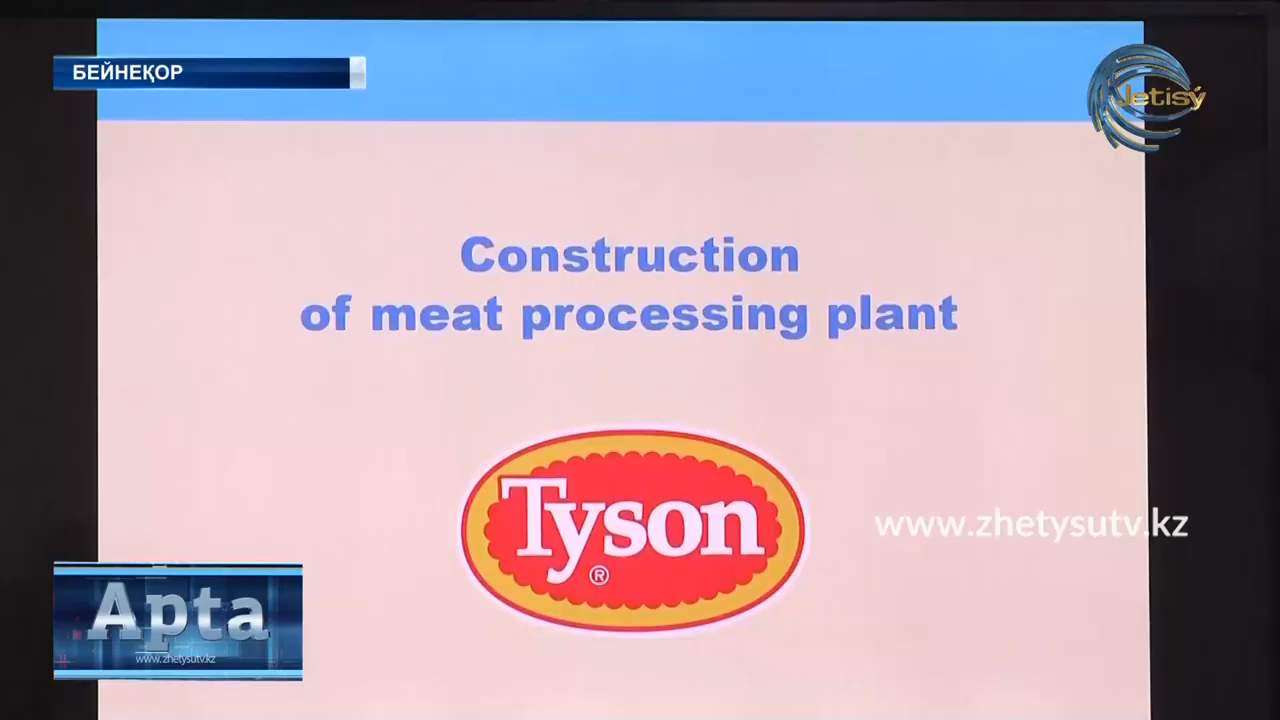 БЕЙНЕҚОР
Jetisý
Construction
of meat processing plant
Tyson
®
www.zhetysutv.kz
Apta
www.zhetysutv.kz